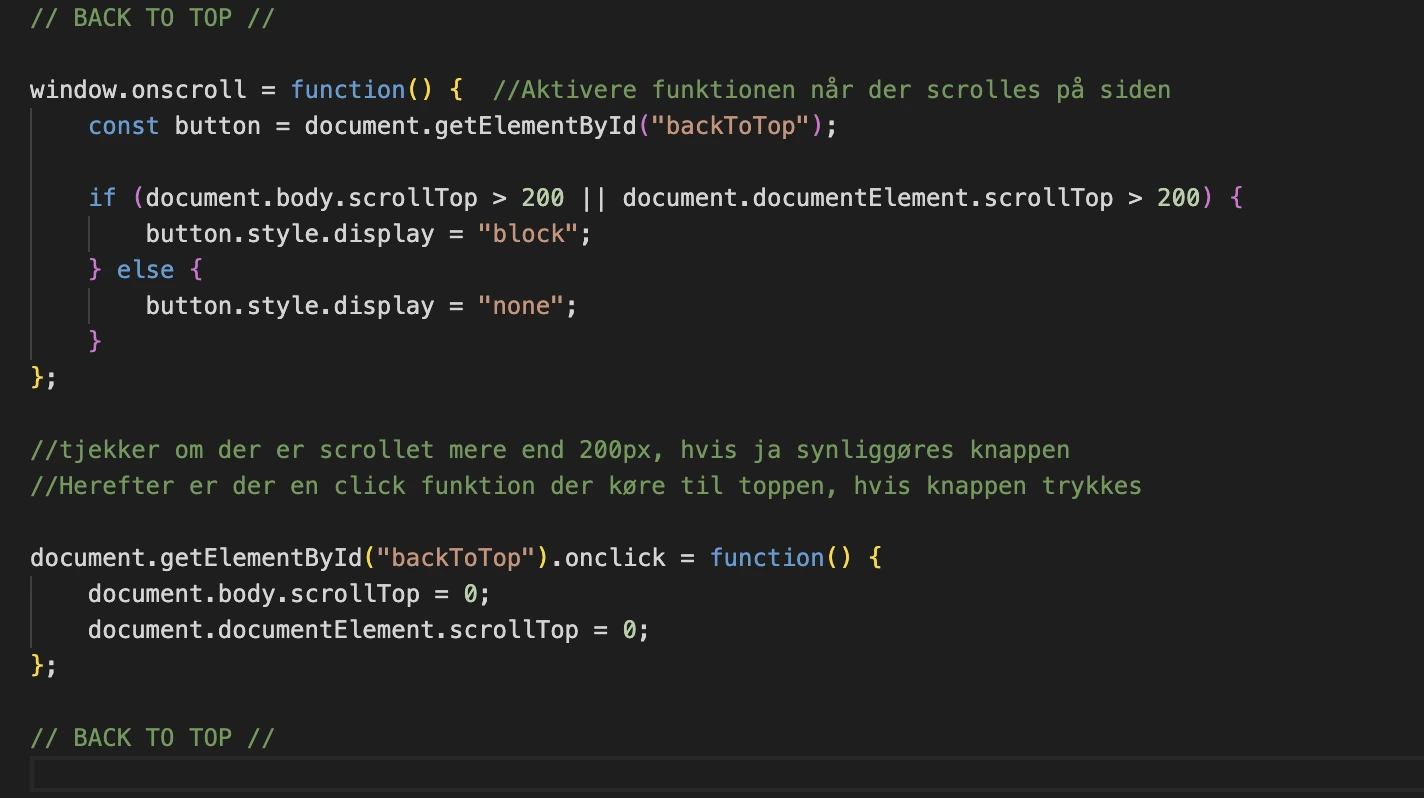 // BACK TO TOP //
window.onscroll = function() {  //Aktivere funktionen når der scrolles på siden
    const button = document.getElementById("backToTop");
    if (document.body.scrollTop > 200 || document.documentElement.scrollTop > 200) {
        button.style.display = "block";
    } else {
        button.style.display = "none";
    }
};
//tjekker om der er scrollet mere end 200px, hvis ja synliggøres knappen
//Herefter er der en click funktion der køre til toppen, hvis knappen trykkes
document.getElementById("backToTop").onclick = function() {
    document.body.scrollTop = 0;
    document.documentElement.scrollTop = 0;
};
// BACK TO TOP //